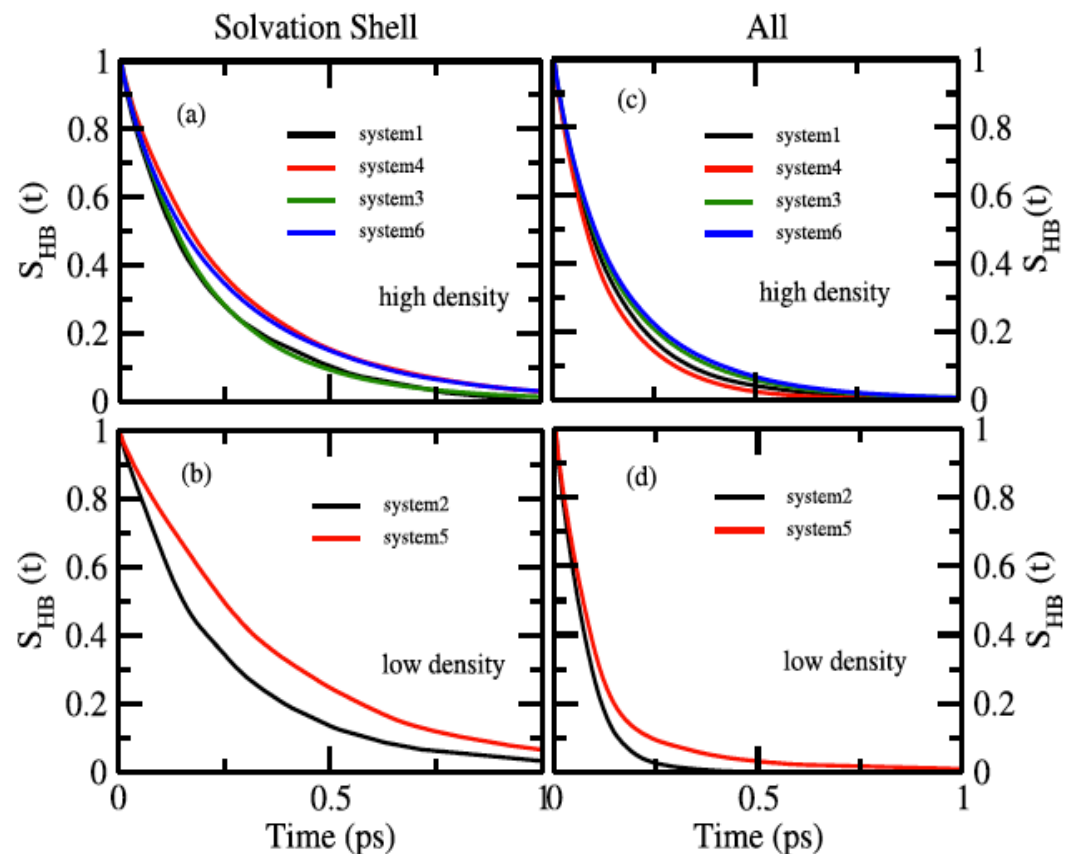 Solvation Shell
All
(a)
system1
system4
system3
system6
high density
S_HB (t)
1
0.8
0.6
0.4
0.2
0
(c)
system1
system4
system3
system6
high density
1
0.8
0.6
0.4
0.2
0
S_HB(t)
(b)
system2
system5
low density
S_HB (t)
1
0.8
0.6
0.4
0.2
0
0 0.5 1
Time (ps)
(d)
system2
system5
low density
1
0.8
0.6
0.4
0.2
0
S_HB (t)
0 0.5 1
Time (ps)